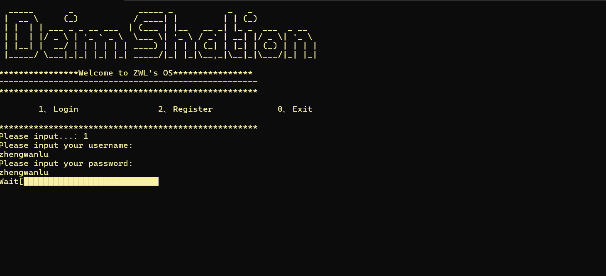 *****************Welcome to ZWL's OS*****************
1、Login 2、Register 0、Exit
Please input...: 1
Please input your username:
zhengwanlu
Please input your password:
zhengwanlu
Wait[